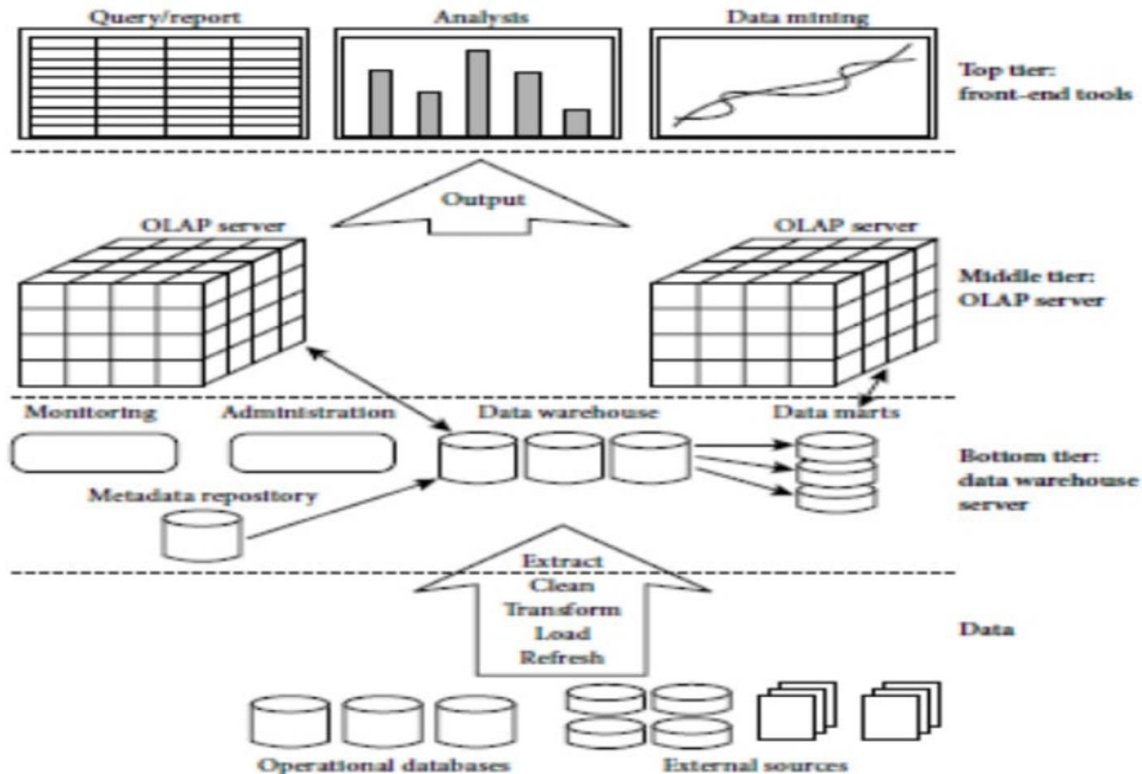 Query/report
Analysis
Data mining
Top tier:
front-end tools
Output
OLAP server
OLAP server
Middle tier:
OLAP server
Monitoring
Administration
Data warehouse
Data marts
Metadata repository
Bottom tier:
data warehouse
server
Extract
Clean
Transform
Load
Refresh
Data
Operational databases
External sources